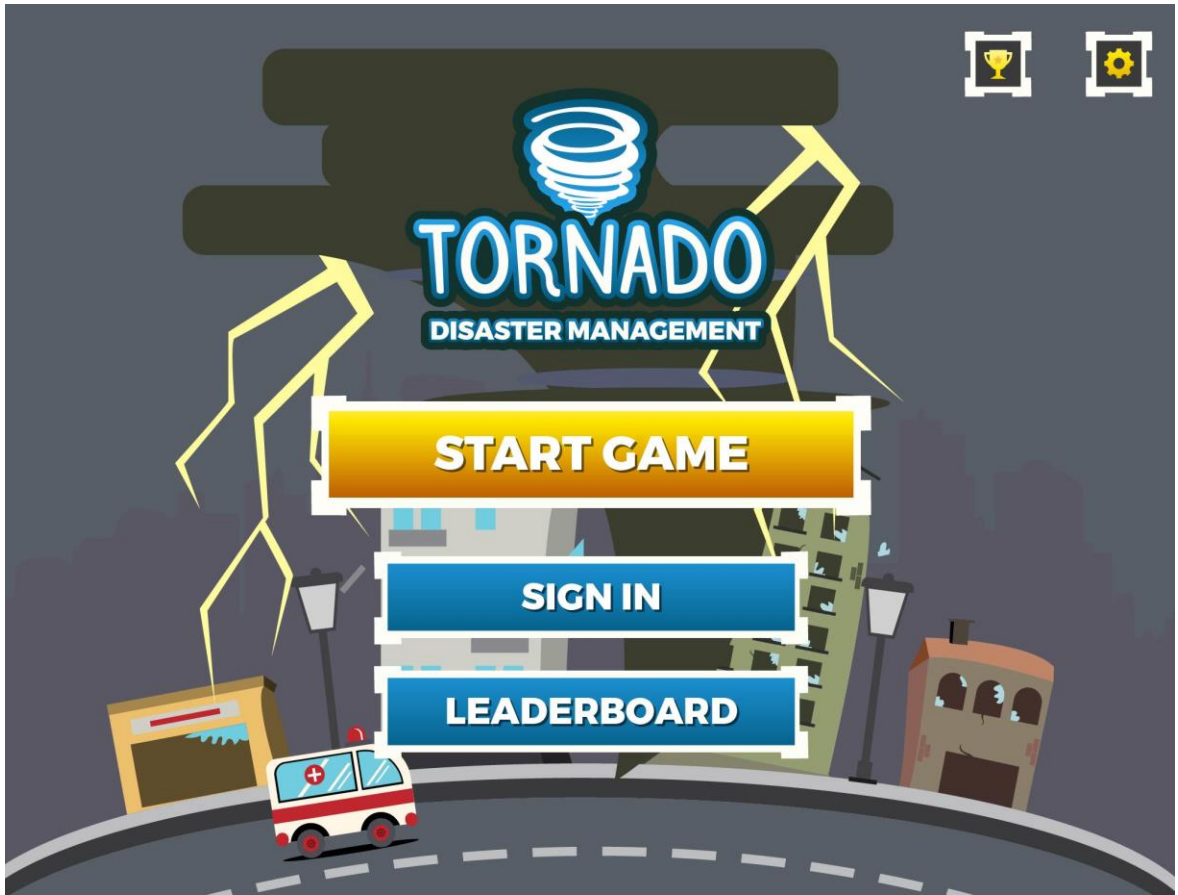 TORNADO
DISASTER MANAGEMENT
START GAME
SIGN IN
LEADERBOARD